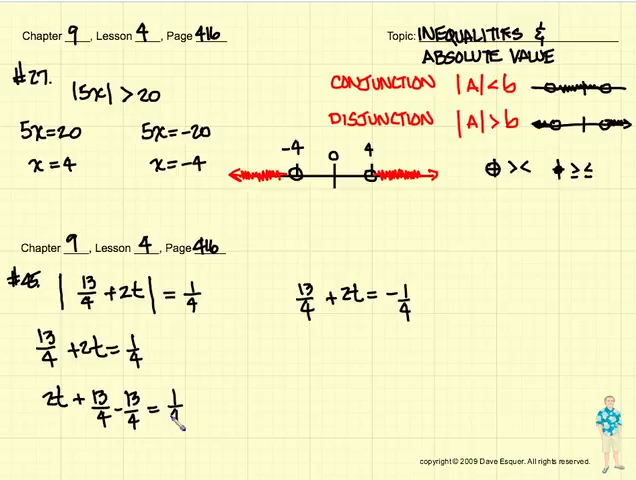 Chapter 9, Lesson 4, Page 416
Topic: INEQUALITIES &
ABSOLUTE VALUE
#27.
|5x| > 20
CONJUNCTION |A| < b
DISJUNCTION |A| > b
5x = 20 5x = -20
x = 4 x = -4
-4 0 4
> < ≥ ≤
Chapter 9, Lesson 4, Page 416
#45.
| 13/4 + 2t | = 1/4
13/4 + 2t = -1/4
13/4 + 2t = 1/4
2t + 13/4 - 13/4 = 1/4
copyright © 2009 Dave Esquer. All rights reserved.